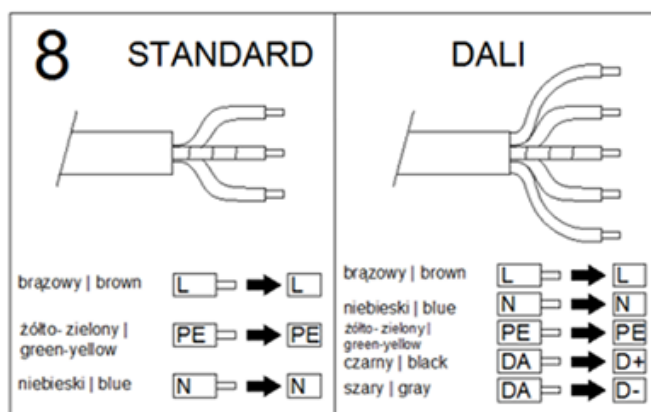 8 STANDARD
brązowy | brown L L
żółto- zielony |
green-yellow PE PE
niebieski | blue N N
DALI
brązowy | brown L L
niebieski | blue N N
żółto- zielony |
green-yellow PE PE
czarny | black DA D+
szary | gray DA D-